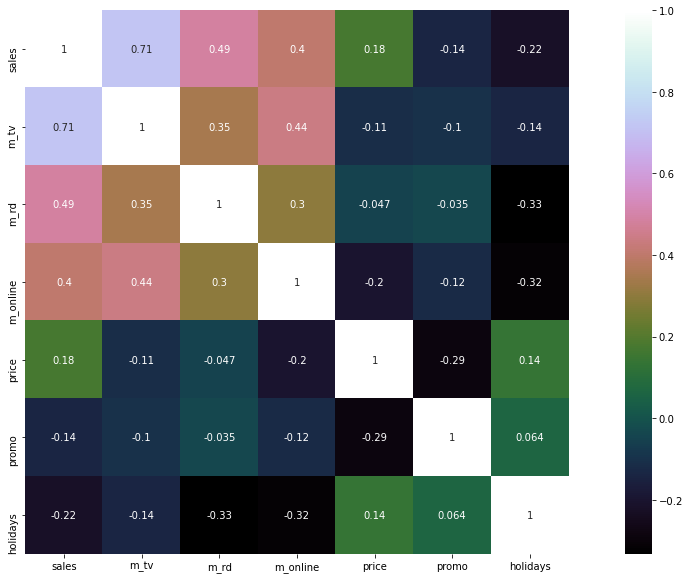 sales 1 0.71 0.49 0.4 0.18 -0.14 -0.22
m_tv 0.71 1 0.35 0.44 -0.11 -0.1 -0.14
m_rd 0.49 0.35 1 0.3 -0.047 -0.035 -0.33
m_online 0.4 0.44 0.3 1 -0.2 -0.12 -0.32
price 0.18 -0.11 -0.047 -0.2 1 -0.29 0.14
promo -0.14 -0.1 -0.035 -0.12 -0.29 1 0.064
holidays -0.22 -0.14 -0.33 -0.32 0.14 0.064 1
sales m_tv m_rd m_online price promo holidays
1.0
0.8
0.6
0.4
0.2
0.0
−0.2